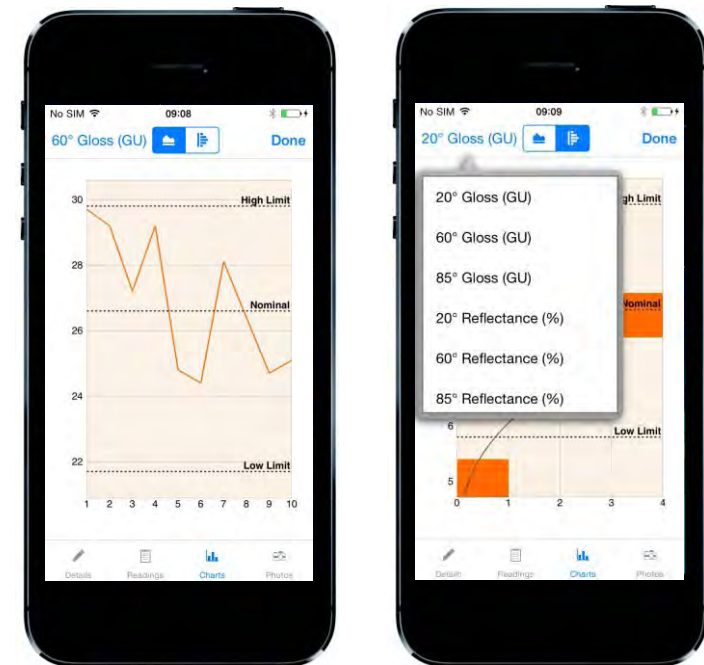 No SIM 09:08
60° Gloss (GU) Done
30
High Limit
28
Nominal
26
24
22
Low Limit
1 2 3 4 5 6 7 8 9 10
Details Readings Charts Photos
No SIM 09:09
20° Gloss (GU) Done
20° Gloss (GU)
gh Limit
60° Gloss (GU)
85° Gloss (GU)
20° Reflectance (%)
Nominal
60° Reflectance (%)
85° Reflectance (%)
6
Low Limit
5
0 1 2 3 4
Details Readings Charts Photos